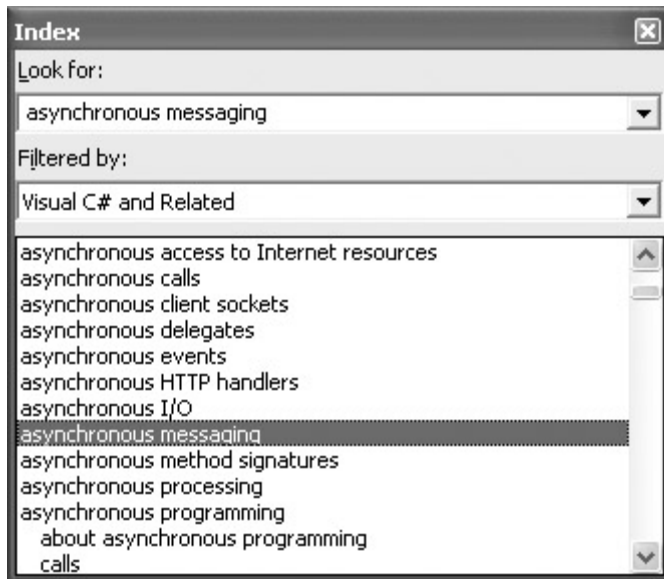 Index
Look for:
asynchronous messaging
Filtered by:
Visual C# and Related
asynchronous access to Internet resources
asynchronous calls
asynchronous client sockets
asynchronous delegates
asynchronous events
asynchronous HTTP handlers
asynchronous I/O
asynchronous messaging
asynchronous method signatures
asynchronous processing
asynchronous programming
about asynchronous programming
calls